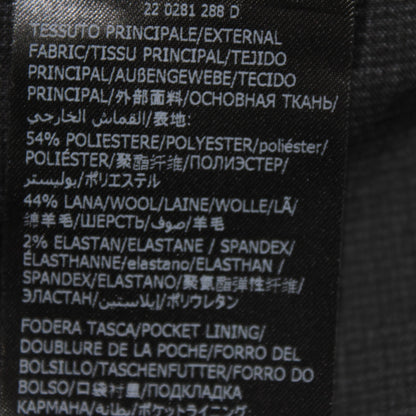 22 0281 288 D
TESSUTO PRINCIPALE/EXTERNAL
FABRIC/TISSU PRINCIPAL/TEJIDO
PRINCIPAL/AUßENGEWEBE/TECIDO
PRINCIPAL/外部面料/ОСНОВНАЯ ТКАНЬ/
القماش الخارجي/表地:
54% POLIESTERE/POLYESTER/poliéster/
POLIÉSTER/聚酯纤维/ПОЛИЭСТЕР/
بوليستر/ポリエステル
44% LANA/WOOL/LAINE/WOLLE/LÃ/
绵羊毛/ШЕРСТЬ/صوف/羊毛
2% ELASTAN/ELASTANE / SPANDEX/
ÉLASTHANNE/elastano/ELASTHAN /
SPANDEX/ELASTANO/聚氨酯弹性纤维/
ЭЛАСТАН/إيلاستين/ポリウレタン
FODERA TASCA/POCKET LINING/
DOUBLURE DE LA POCHE/FORRO DEL
BOLSILLO/TASCHENFUTTER/FORRO DO
BOLSO/口袋衬里/ПОДКЛАДКА
КАРМАНА/بطانة/ポケットライニング